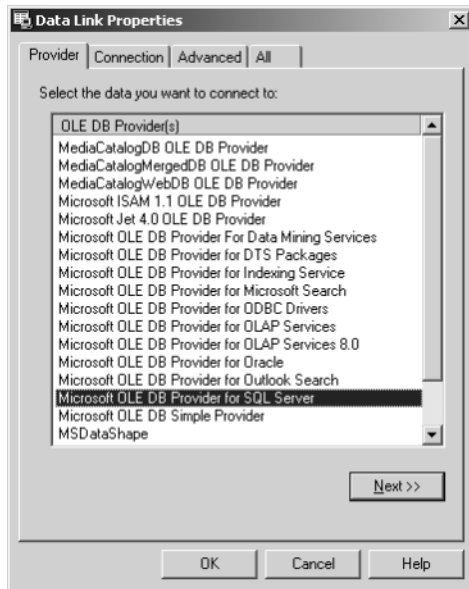 Data Link Properties
Provider Connection Advanced All
Select the data you want to connect to:
OLE DB Provider(s)
MediaCatalogDB OLE DB Provider
MediaCatalogMergedDB OLE DB Provider
MediaCatalogWebDB OLE DB Provider
Microsoft ISAM 1.1 OLE DB Provider
Microsoft Jet 4.0 OLE DB Provider
Microsoft OLE DB Provider For Data Mining Services
Microsoft OLE DB Provider for DTS Packages
Microsoft OLE DB Provider for Indexing Service
Microsoft OLE DB Provider for Microsoft Search
Microsoft OLE DB Provider for ODBC Drivers
Microsoft OLE DB Provider for OLAP Services
Microsoft OLE DB Provider for OLAP Services 8.0
Microsoft OLE DB Provider for Oracle
Microsoft OLE DB Provider for Outlook Search
Microsoft OLE DB Provider for SQL Server
Microsoft OLE DB Simple Provider
MSDataShape
Next >>
OK Cancel Help